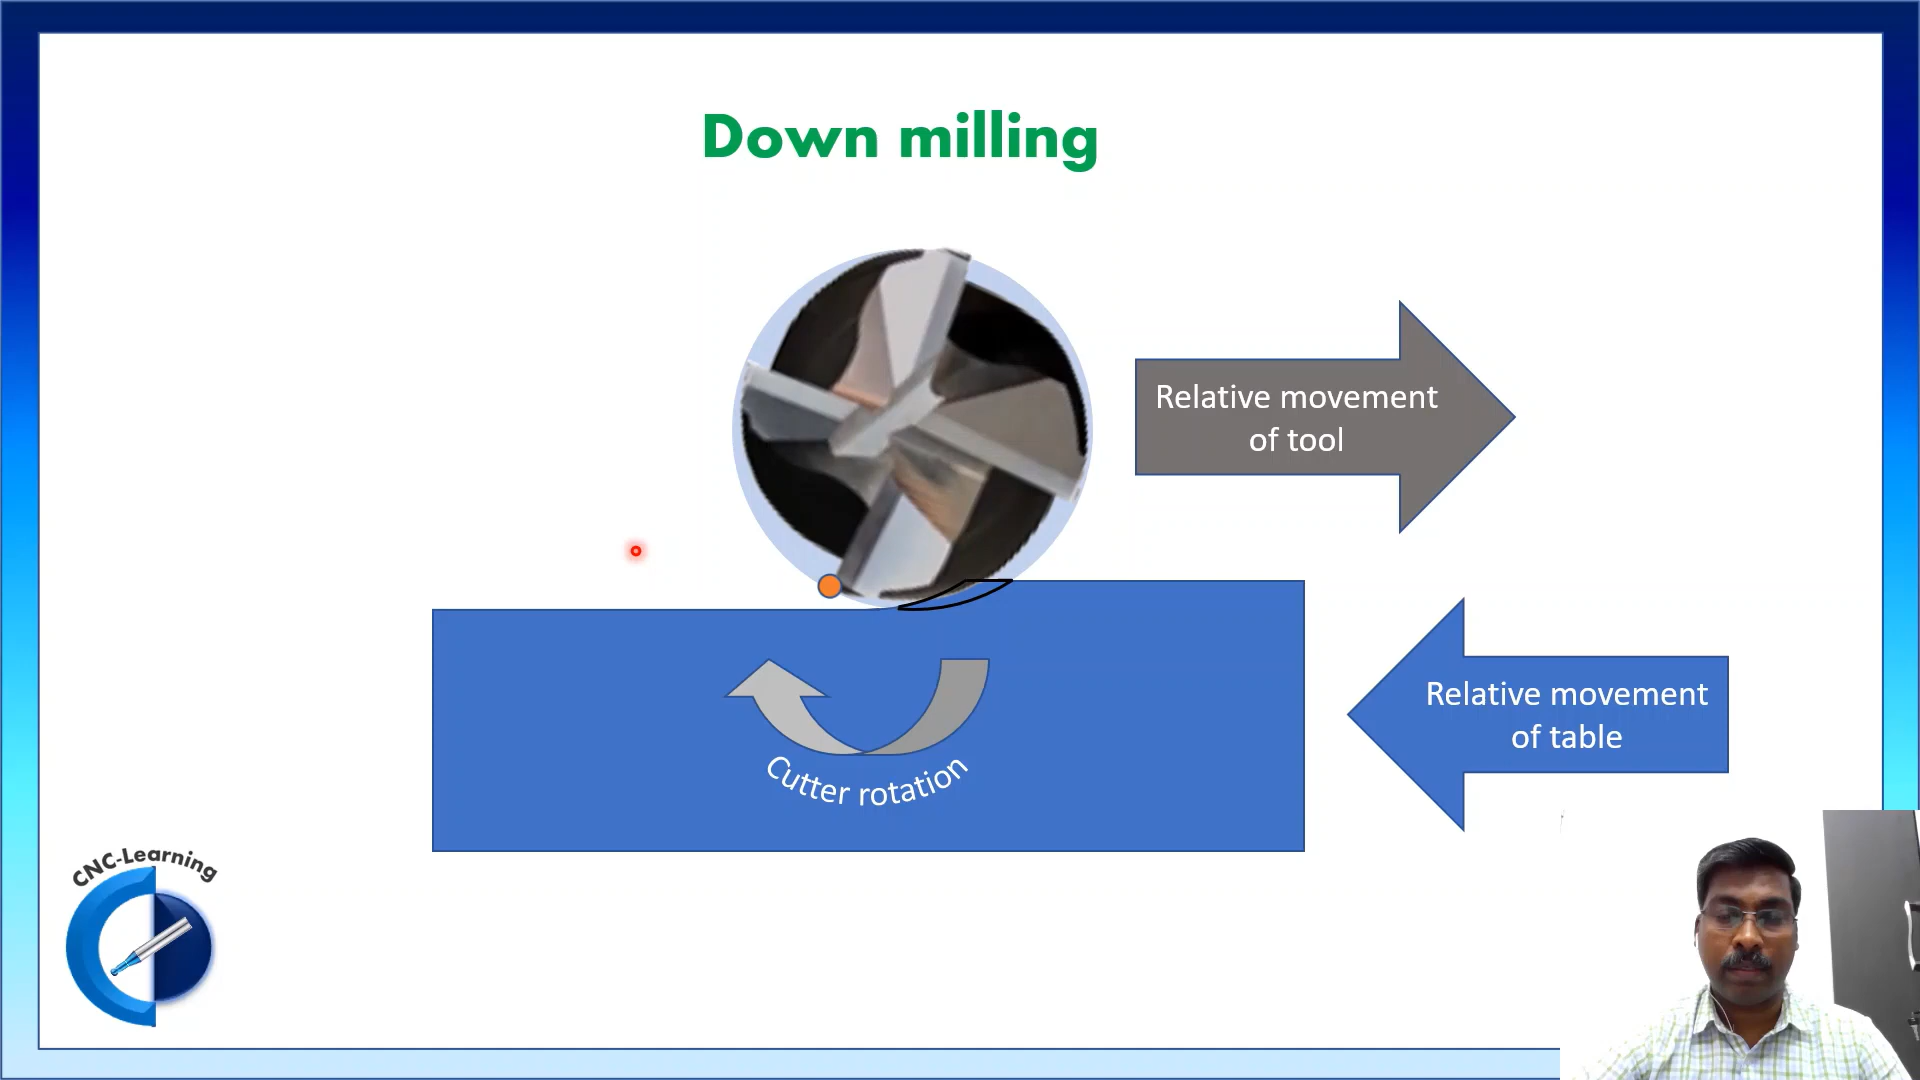 Down milling
Relative movement
of tool
Relative movement
of table
Cutter rotation
CNC-Learning